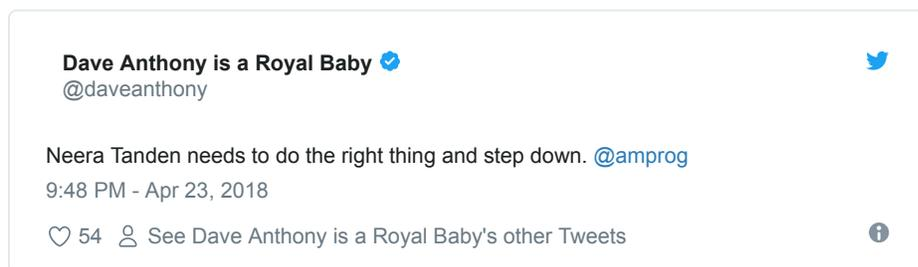 Dave Anthony is a Royal Baby
@daveanthony
Neera Tanden needs to do the right thing and step down. @amprog
9:48 PM - Apr 23, 2018
54 See Dave Anthony is a Royal Baby's other Tweets